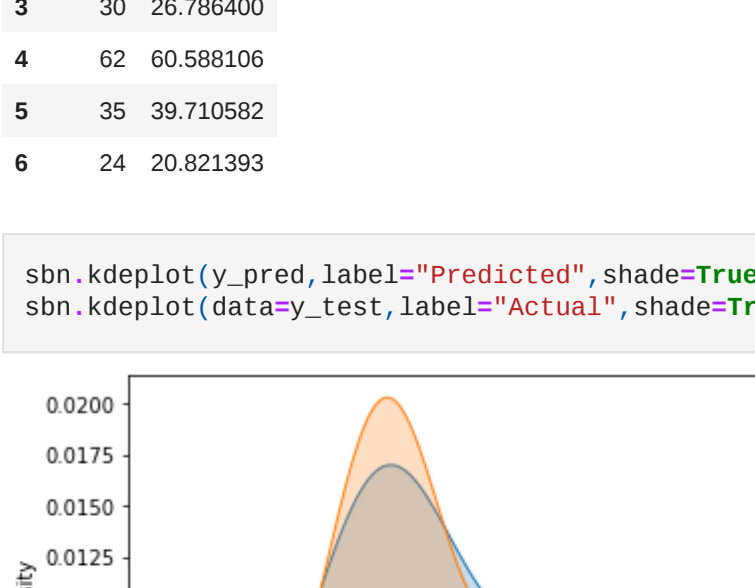 3 30 26.786400
4 62 60.588106
5 35 39.710582
6 24 20.821393
sbn.kdeplot(y_pred,label="Predicted",shade=True
sbn.kdeplot(data=y_test,label="Actual",shade=Tr
0.0200
0.0175
0.0150
0.0125
ity